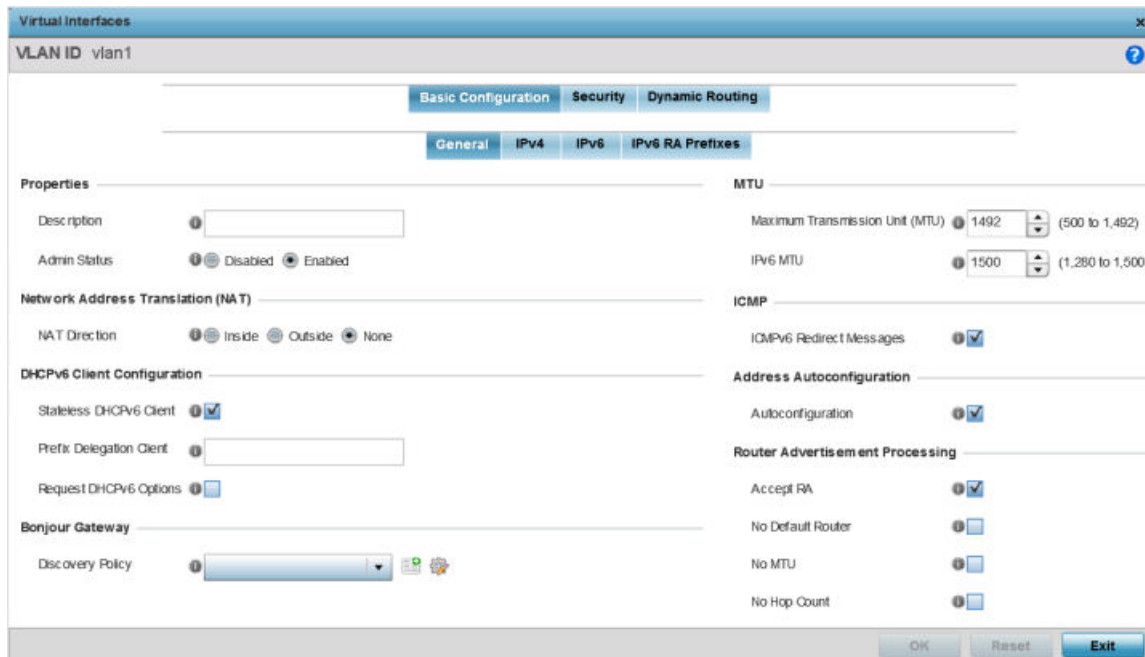 Virtual Interfaces
VLAN ID vlan1
Basic Configuration Security Dynamic Routing
General IPv4 IPv6 IPv6 RA Prefixes
Properties
Description
Admin Status Disabled Enabled
Network Address Translation (NAT)
NAT Direction Inside Outside None
DHCPv6 Client Configuration
Stateless DHCPv6 Client
Prefix Delegation Client
Request DHCPv6 Options
Bonjour Gateway
Discovery Policy
MTU
Maximum Transmission Unit (MTU) 1492 (500 to 1,492)
IPv6 MTU 1500 (1,280 to 1,500
ICMP
ICMPv6 Redirect Messages
Address Autoconfiguration
Autoconfiguration
Router Advertisement Processing
Accept RA
No Default Router
No MTU
No Hop Count
OK Reset Exit